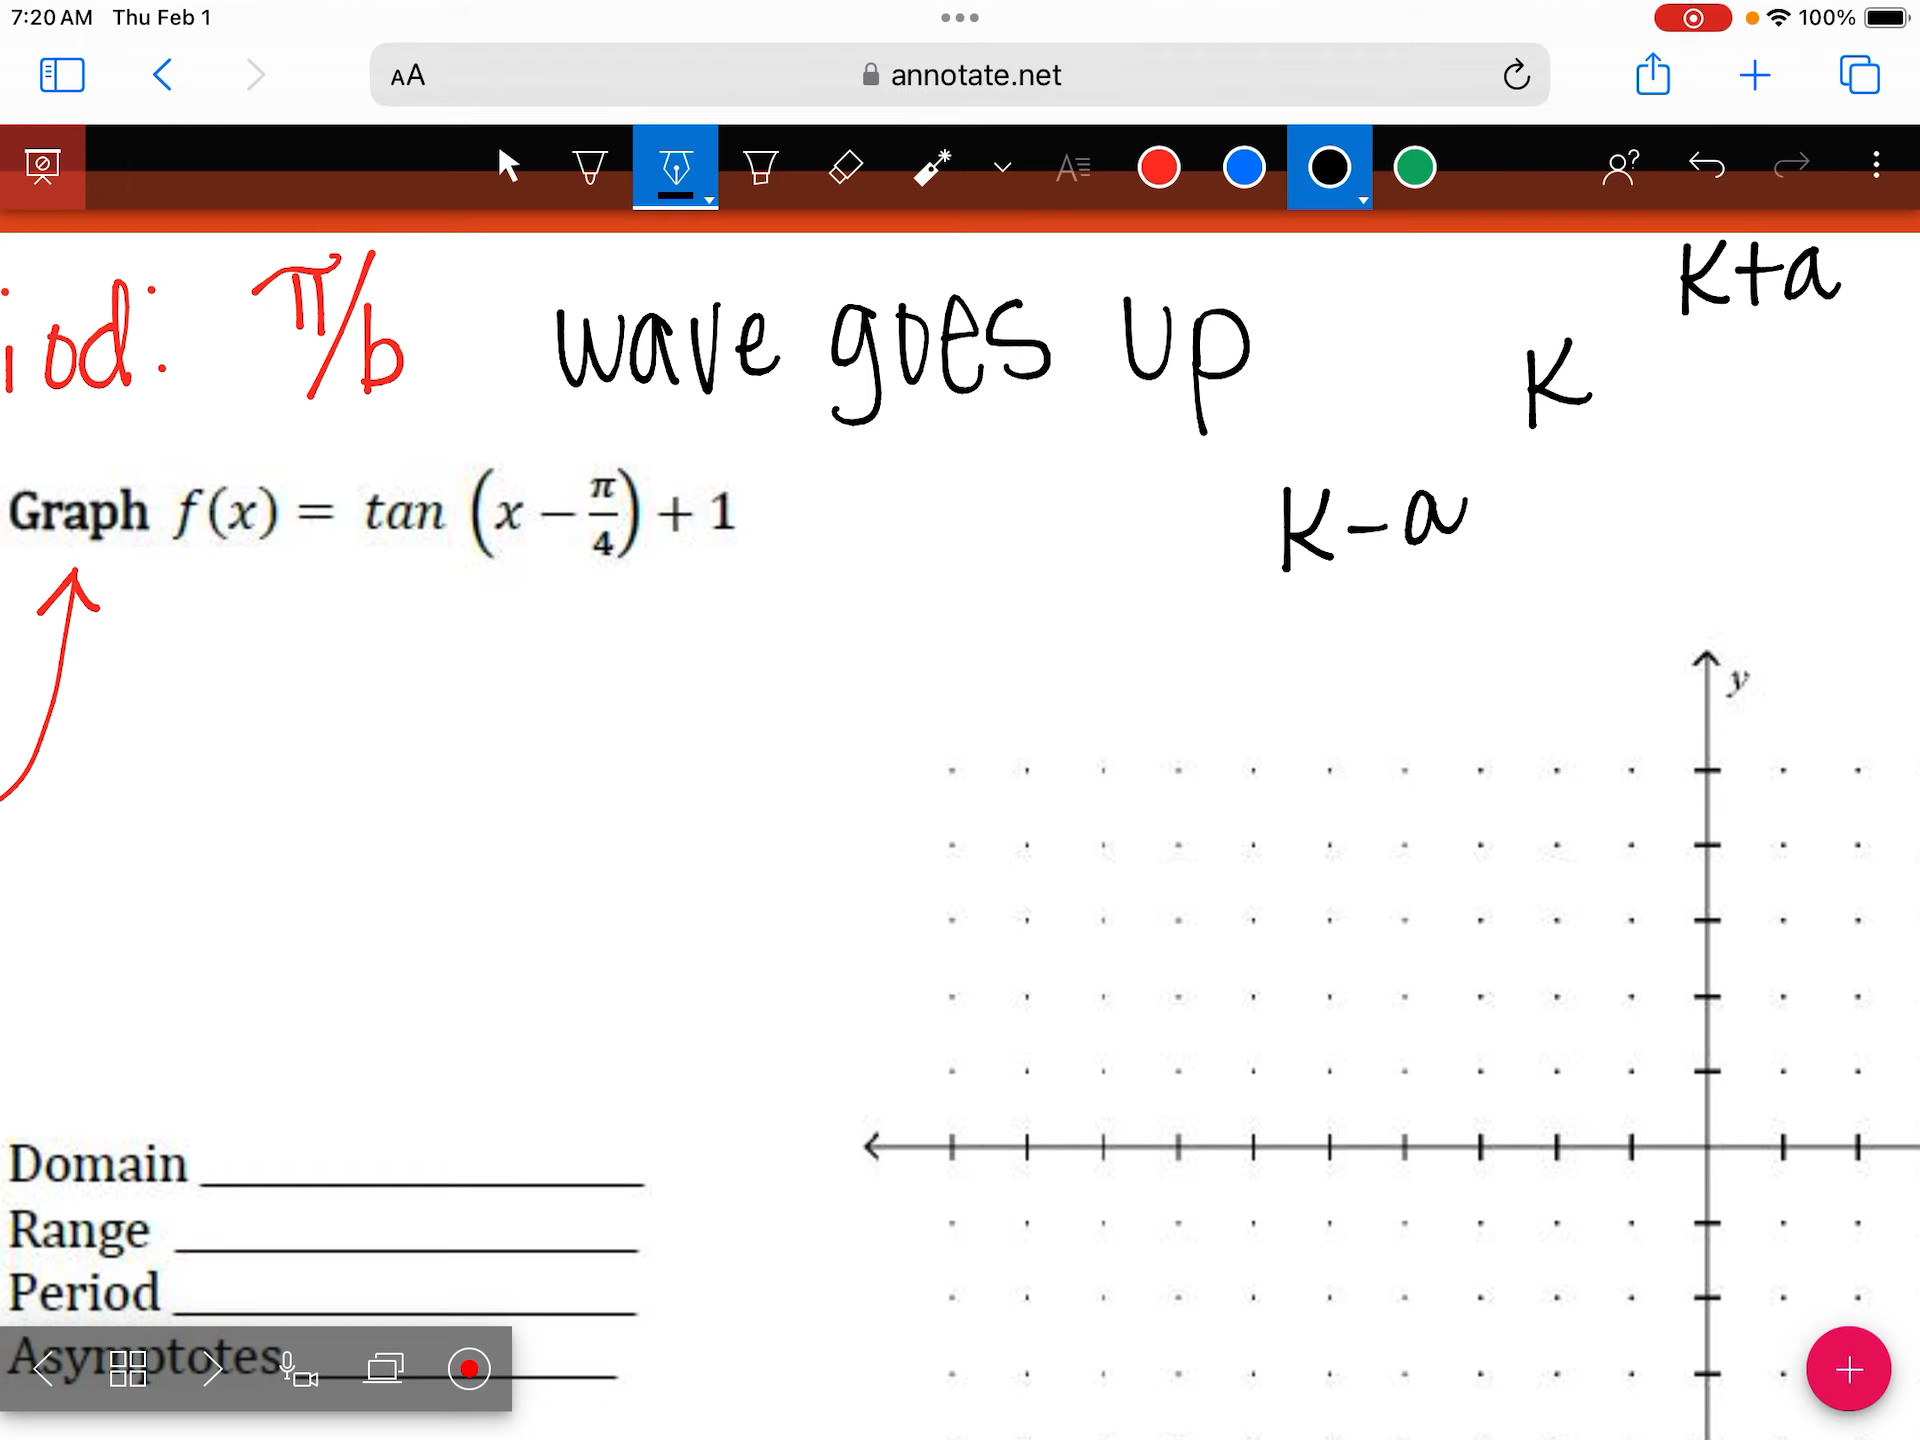 7:20 AM Thu Feb 1
100%
AA annotate.net
K+a
iod: π/b wave goes up
K
Graph f(x) = tan (x − π/4) + 1
K-a
y
Domain
Range
Period
Asymptotes